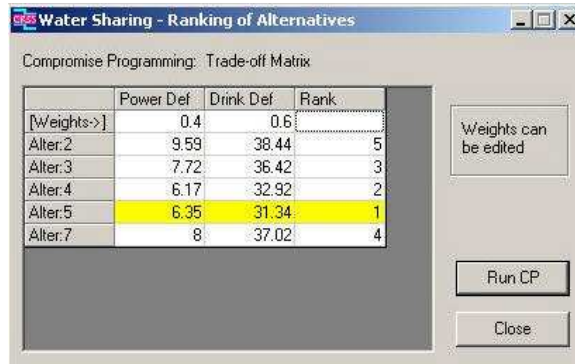 CRSS Water Sharing - Ranking of Alternatives
Compromise Programming: Trade-off Matrix
Power Def Drink Def Rank
[Weights->] 0.4 0.6
Alter:2 9.59 38.44 5
Alter:3 7.72 36.42 3
Alter:4 6.17 32.92 2
Alter:5 6.35 31.34 1
Alter:7 8 37.02 4
Weights can
be edited
Run CP
Close